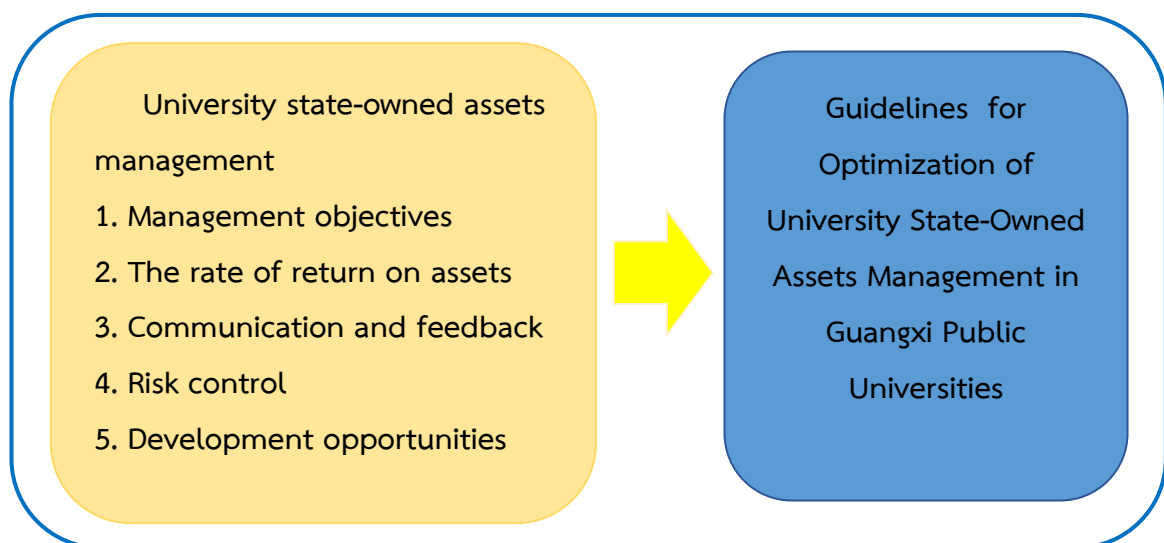 University state-owned assets
management
1. Management objectives
2. The rate of return on assets
3. Communication and feedback
4. Risk control
5. Development opportunities
Guidelines for
Optimization of
University State-Owned
Assets Management in
Guangxi Public
Universities